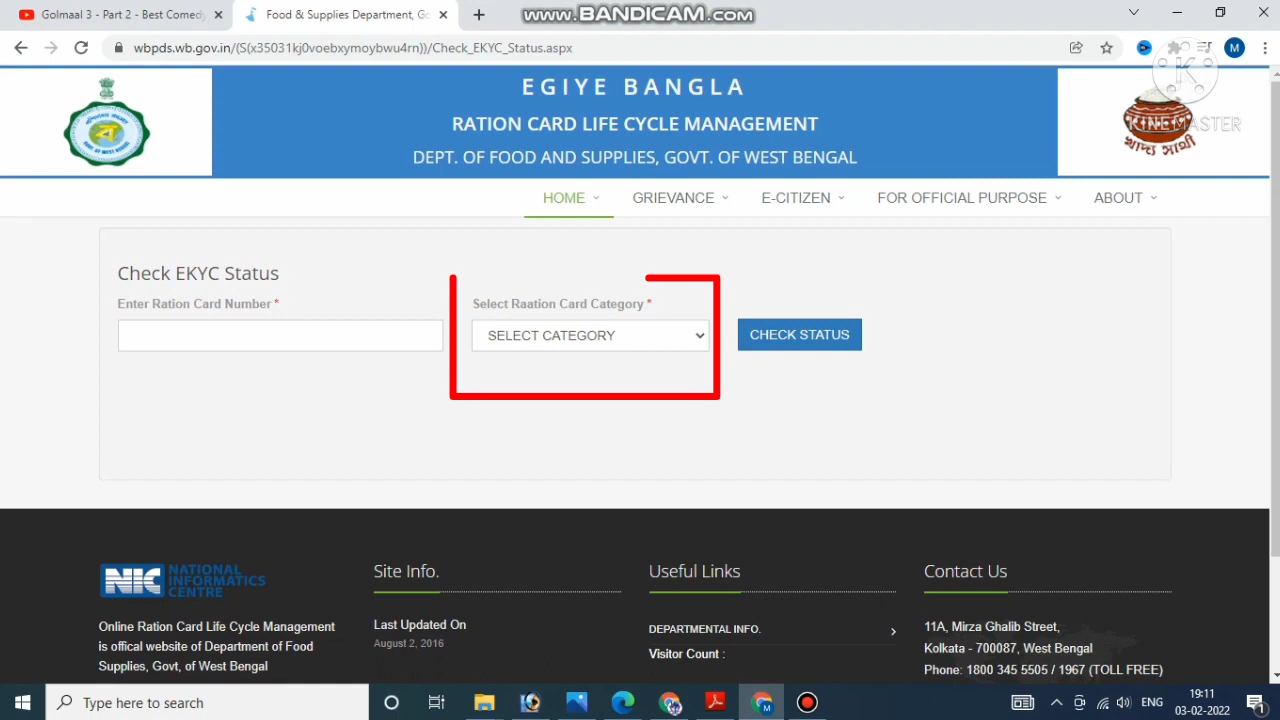 Golmaal 3 - Part 2 - Best Comedy
Food & Supplies Department, Go
www.BANDICAM.com
wbpds.wb.gov.in/(S(x35031kj0voebxymoybwu4rn))/Check_EKYC_Status.aspx
M
EGIYE BANGLA
RATION CARD LIFE CYCLE MANAGEMENT
DEPT. OF FOOD AND SUPPLIES, GOVT. OF WEST BENGAL
K
KINEMASTER
খাদ্য সাথী
HOME
GRIEVANCE
E-CITIZEN
FOR OFFICIAL PURPOSE
ABOUT
Check EKYC Status
Enter Ration Card Number *
Select Raation Card Category *
SELECT CATEGORY
CHECK STATUS
NIC NATIONAL
INFORMATICS
CENTRE
Site Info.
Useful Links
Contact Us
Online Ration Card Life Cycle Management
is offical website of Department of Food
Supplies, Govt, of West Bengal
Last Updated On
August 2, 2016
DEPARTMENTAL INFO.
Visitor Count :
11A, Mirza Ghalib Street,
Kolkata - 700087, West Bengal
Phone: 1800 345 5505 / 1967 (TOLL FREE)
Type here to search
ENG
19:11
03-02-2022
1